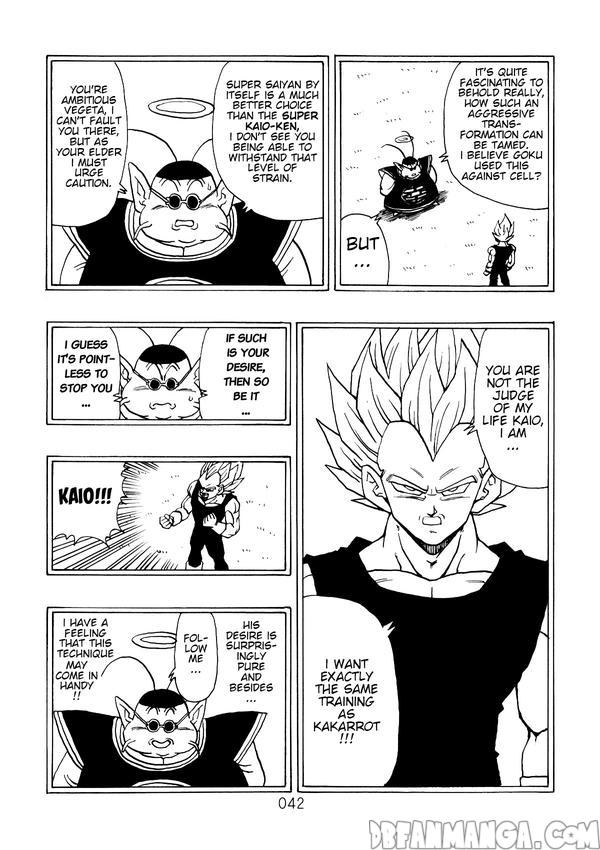 IT'S QUITE
FASCINATING TO
BEHOLD REALLY,
HOW SUCH AN
AGGRESSIVE
TRANS-
FORMATION CAN
BE TAMED.
I BELIEVE GOKU
USED THIS
AGAINST CELL?
BUT
...
SUPER SAIYAN BY
ITSELF IS A MUCH
BETTER CHOICE
THAN THE SUPER
KAIO-KEN,
I DON'T SEE YOU
BEING ABLE TO
WITHSTAND THAT
LEVEL OF
STRAIN.
YOU'RE
AMBITIOUS
VEGETA, I
CAN'T FAULT
YOU THERE,
BUT AS
YOUR ELDER
I MUST
URGE
CAUTION.
YOU ARE
NOT THE
JUDGE
OF MY
LIFE KAIO,
I AM
...
I WANT
EXACTLY
THE SAME
TRAINING
AS
KAKARROT
!!!
IF SUCH
IS YOUR
DESIRE,
THEN SO
BE IT
...
I GUESS
IT'S POINT-
LESS TO
STOP YOU
...
KAIO!!!
HIS
DESIRE IS
SURPRIS-
INGLY
PURE
AND
BESIDES
...
FOL-
LOW
ME ...
I HAVE A
FEELING
THAT THIS
TECHNIQUE
MAY
COME IN
HANDY
!!
042
DBFANMANGA.COM